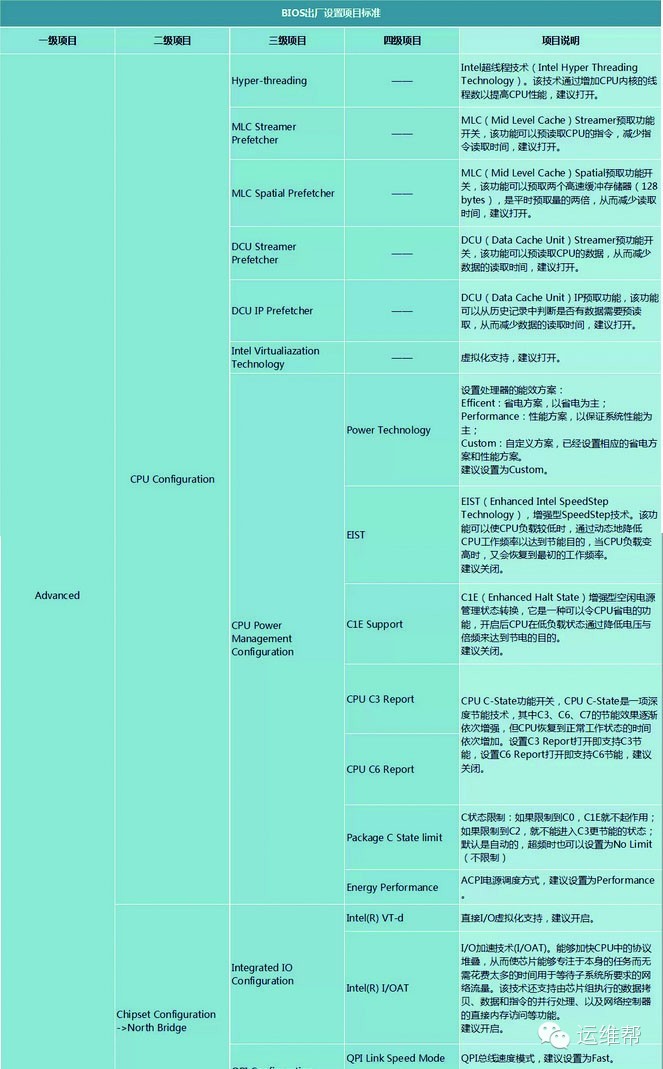 BIOS出厂设置项目标准
一级项目
二级项目
三级项目
四级项目
项目说明
Advanced
CPU Configuration
Hyper-threading
——
Intel超线程技术（Intel Hyper Threading
Technology）。该技术通过增加CPU内核的线
程数以提高CPU性能，建议打开。
MLC Streamer
Prefetcher
——
MLC（Mid Level Cache）Streamer预取功能
开关，该功能可以预读取CPU的指令，减少指
令读取时间，建议打开。
MLC Spatial Prefetcher
——
MLC（Mid Level Cache）Spatial预取功能开
关，该功能可以预取两个高速缓冲存储器（128
bytes），是平时预取量的两倍，从而减少读取
时间，建议打开。
DCU Streamer
Prefetcher
——
DCU（Data Cache Unit）Streamer预功能开
关，该功能可以预读取CPU的数据，从而减少
数据的读取时间，建议打开。
DCU IP Prefetcher
——
DCU（Data Cache Unit）IP预取功能，该功能
可以从历史记录中判断是否有数据需要预读
取，从而减少数据的读取时间，建议打开。
Intel Virtualiazation
Technology
——
虚拟化支持，建议打开。
CPU Power
Management
Configuration
Power Technology
设置处理器的能效方案：
Efficent：省电方案，以省电为主；
Performance：性能方案，以保证系统性能为
主；
Custom：自定义方案，已经设置相应的省电方
案和性能方案。
建议设置为Custom。
EIST
EIST（Enhanced Intel SpeedStep
Technology），增强型SpeedStep技术。该功
能可以使CPU负载较低时，通过动态地降低
CPU工作频率以达到节能目的，当CPU负载变
高时，又会恢复到最初的工作频率。
建议关闭。
C1E Support
C1E（Enhanced Halt State）增强型空闲电源
管理状态转换，它是一种可以令CPU省电的功
能，开启后CPU在低负载状态通过降低电压与
倍频来达到节电的目的。
建议关闭。
CPU C3 Report
CPU C6 Report
CPU C-State功能开关，CPU C-State是一项深
度节能技术，其中C3、C6、C7的节能效果逐渐
依次增强，但CPU恢复到正常工作状态的时间
依次增加。设置C3 Report打开即支持C3节
能，设置C6 Report打开即支持C6节能，建议
关闭。
Package C State limit
C状态限制：如果限制到C0，C1E就不起作用；
如果限制到C2，就不能进入C3更节能的状态；
默认是自动的，超频时也可以设置为No Limit
（不限制）
Energy Performance
ACPI电源调度方式，建议设置为Performance
。
Chipset Configuration
->North Bridge
Integrated IO
Configuration
Intel(R) VT-d
直接I/O虚拟化支持，建议开启。
Intel(R) I/OAT
I/O加速技术(I/OAT)。能够加快CPU中的协议
堆叠，从而使芯片能够专注于本身的任务而无
需花费太多的时间用于等待子系统所要求的网
络流量。该技术还支持由芯片组执行的数据拷
贝、数据和指令的并行处理、以及网络控制器
的直接内存访问等功能。
建议开启。
QPI Configuration
QPI Link Speed Mode
QPI总线速度模式，建议设置为Fast。
运维帮